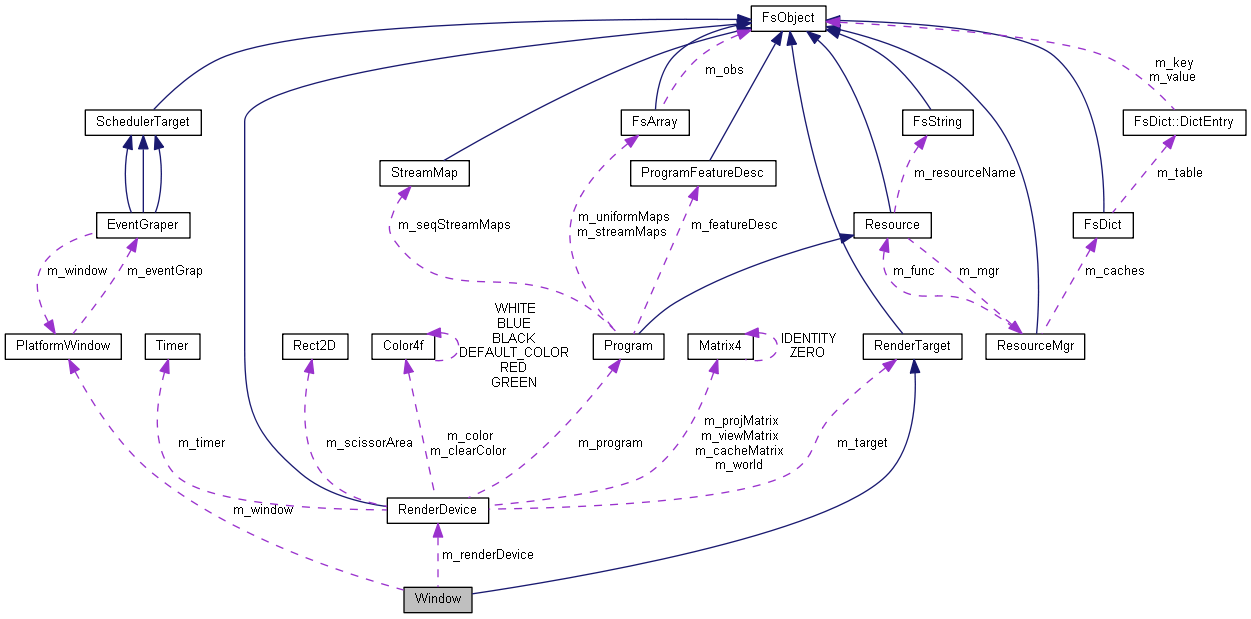 FsObject
m_key
m_value
m_obs
SchedulerTarget
FsArray
FsString
FsDict::DictEntry
StreamMap
ProgramFeatureDesc
m_resourceName
m_table
EventGraper
m_seqStreamMaps
m_uniformMaps
m_streamMaps
m_featureDesc
Resource
FsDict
m_window
m_eventGrap
m_func
m_mgr
m_caches
WHITE
BLUE
BLACK
DEFAULT_COLOR
RED
GREEN
IDENTITY
ZERO
PlatformWindow
Timer
Rect2D
Color4f
Program
Matrix4
RenderTarget
ResourceMgr
m_timer
m_scissorArea
m_color
m_clearColor
m_program
m_projMatrix
m_viewMatrix
m_cacheMatrix
m_world
m_target
m_window
RenderDevice
m_renderDevice
Window